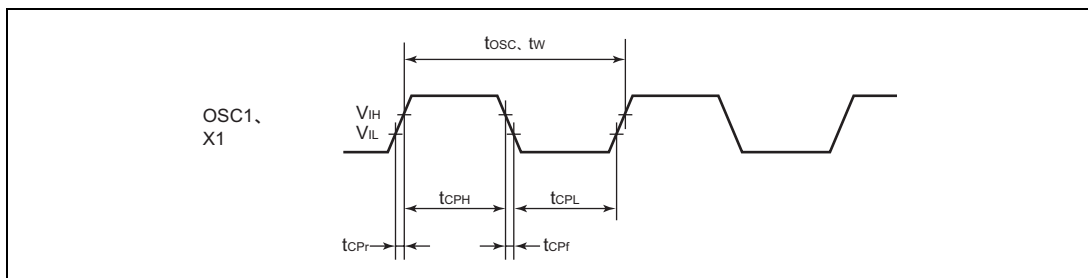 tosc、tw
OSC1、
X1
VIH
VIL
tCPH
tCPL
tCPr
tCPf